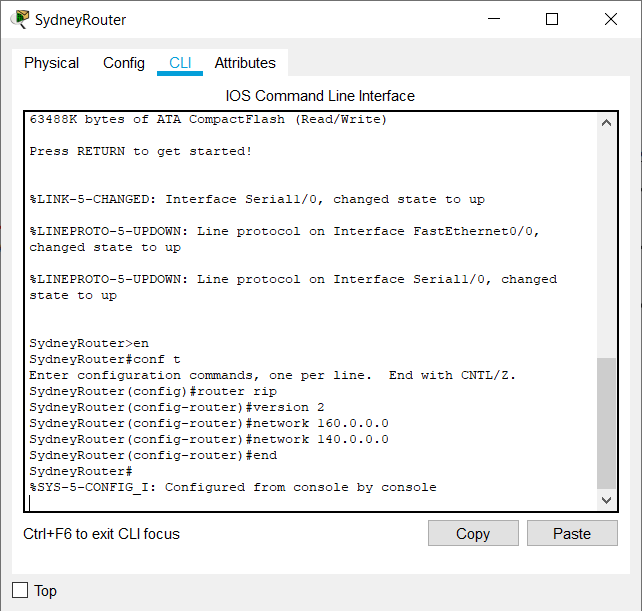 SydneyRouter
Physical Config CLI Attributes
IOS Command Line Interface
63488K bytes of ATA CompactFlash (Read/Write)
Press RETURN to get started!
%LINK-5-CHANGED: Interface Serial1/0, changed state to up
%LINEPROTO-5-UPDOWN: Line protocol on Interface FastEthernet0/0,
changed state to up
%LINEPROTO-5-UPDOWN: Line protocol on Interface Serial1/0, changed
state to up
SydneyRouter>en
SydneyRouter#conf t
Enter configuration commands, one per line.  End with CNTL/Z.
SydneyRouter(config)#router rip
SydneyRouter(config-router)#version 2
SydneyRouter(config-router)#network 160.0.0.0
SydneyRouter(config-router)#network 140.0.0.0
SydneyRouter(config-router)#end
SydneyRouter#
%SYS-5-CONFIG_I: Configured from console by console
Ctrl+F6 to exit CLI focus
Copy Paste
Top